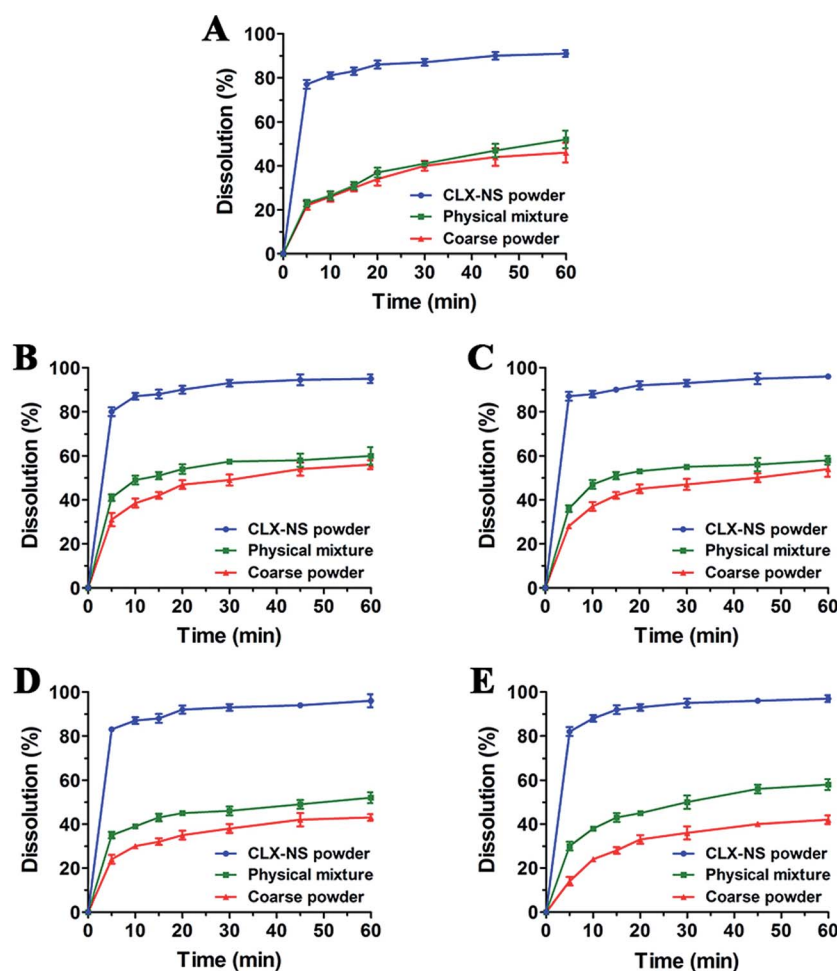 A
Dissolution (%)
100
80
60
40
20
0
CLX-NS powder
Physical mixture
Coarse powder
0 10 20 30 40 50 60
Time (min)
B
Dissolution (%)
100
80
60
40
20
0
CLX-NS powder
Physical mixture
Coarse powder
0 10 20 30 40 50 60
Time (min)
C
Dissolution (%)
100
80
60
40
20
0
CLX-NS powder
Physical mixture
Coarse powder
0 10 20 30 40 50 60
Time (min)
D
Dissolution (%)
100
80
60
40
20
0
CLX-NS powder
Physical mixture
Coarse powder
0 10 20 30 40 50 60
Time (min)
E
Dissolution (%)
100
80
60
40
20
0
CLX-NS powder
Physical mixture
Coarse powder
0 10 20 30 40 50 60
Time (min)